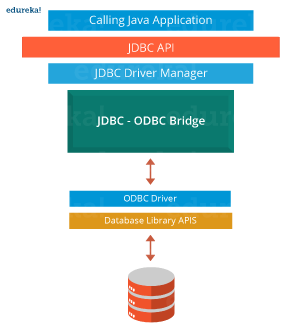 edureka!
Calling Java Application
JDBC API
JDBC Driver Manager
JDBC - ODBC Bridge
ODBC Driver
Database Library APIS